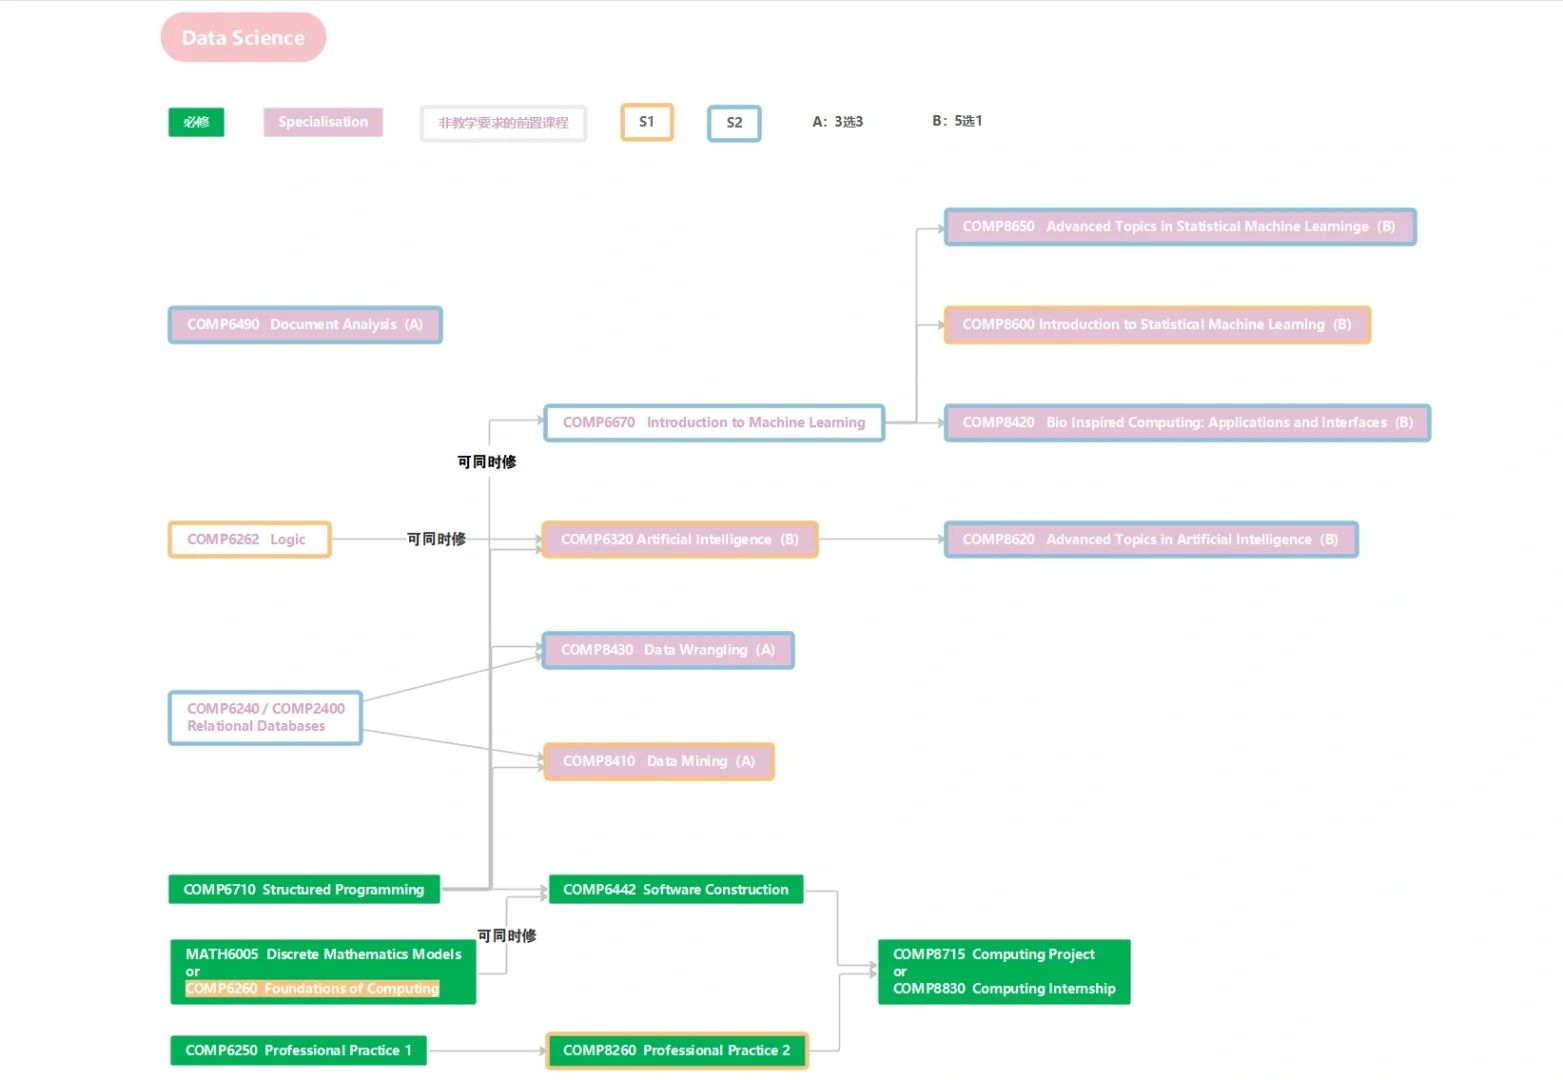 Data Science
必修
Specialisation
非教学要求的前置课程
S1
S2
A: 3选3
B: 5选1
COMP8650 Advanced Topics in Statistical Machine Learninge (B)
COMP6490 Document Analysis (A)
COMP8600 Introduction to Statistical Machine Learning (B)
COMP6670 Introduction to Machine Learning
COMP8420 Bio Inspired Computing: Applications and Interfaces (B)
可同时修
COMP6262 Logic
可同时修
COMP6320 Artificial Intelligence (B)
COMP8620 Advanced Topics in Artificial Intelligence (B)
COMP8430 Data Wrangling (A)
COMP6240 / COMP2400
Relational Databases
COMP8410 Data Mining (A)
COMP6710 Structured Programming
COMP6442 Software Construction
可同时修
MATH6005 Discrete Mathematics Models
or
COMP6260 Foundations of Computing
COMP8715 Computing Project
or
COMP8830 Computing Internship
COMP6250 Professional Practice 1
COMP8260 Professional Practice 2